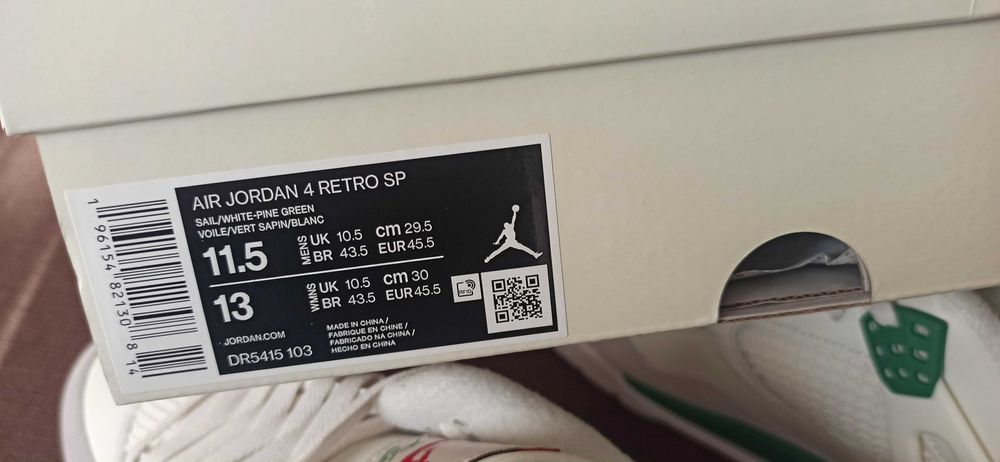 AIR JORDAN 4 RETRO SP
SAIL/WHITE-PINE GREEN
VOILE/VERT SAPIN/BLANC
11.5
MENS
UK 10.5 cm 29.5
BR 43.5 EUR 45.5
13
WMNS
UK 10.5 cm 30
BR 43.5 EUR 45.5
JORDAN.COM
DR5415 103
MADE IN CHINA /
FABRIQUE EN CHINE /
FABRICADO NA CHINA /
HECHO EN CHINA
RFID
1 96154 82130 8 14